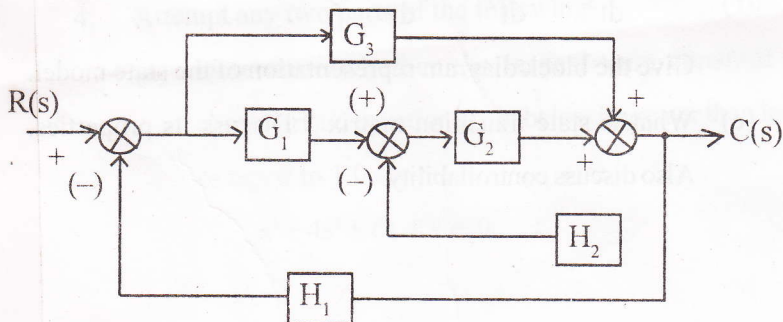 G3
+
R(s)
(+)
G1
G2
C(s)
+
+
(−)
(−)
H2
H1